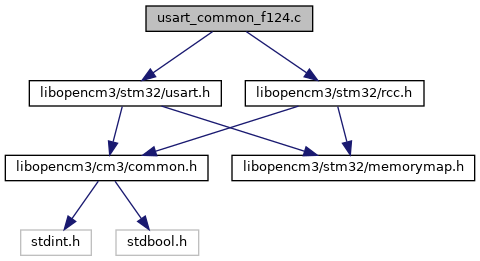 usart_common_f124.c
libopencm3/stm32/usart.h
libopencm3/stm32/rcc.h
libopencm3/cm3/common.h
libopencm3/stm32/memorymap.h
stdint.h
stdbool.h